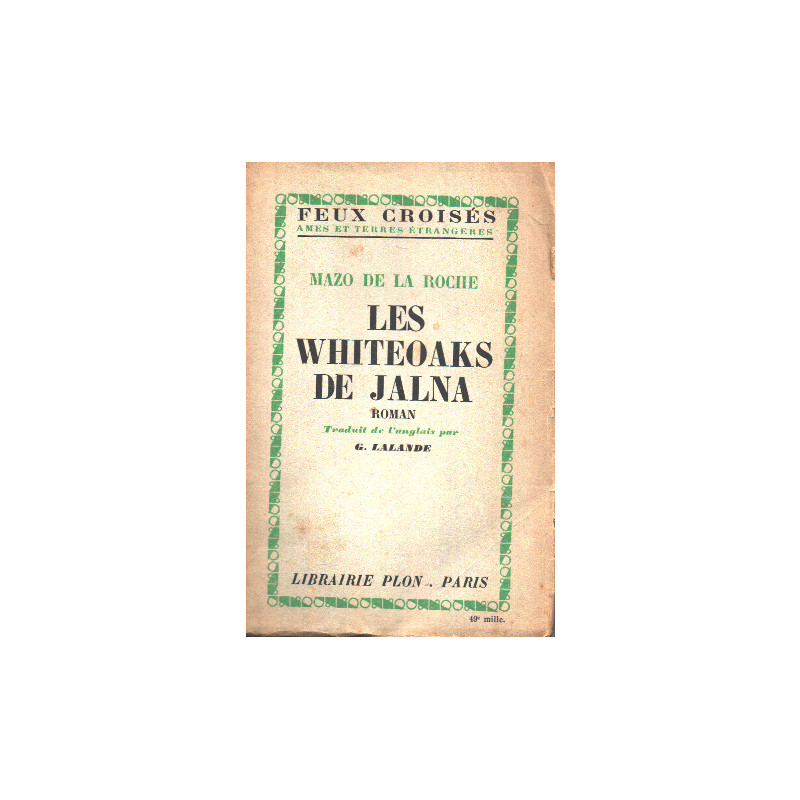 FEUX CROISÉS
AMES ET TERRES ÉTRANGÈRES
MAZO DE LA ROCHE
LES
WHITEOAKS
DE JALNA
ROMAN
Traduit de l'anglais par
G. LALANDE
LIBRAIRIE PLON . PARIS
49e mille.